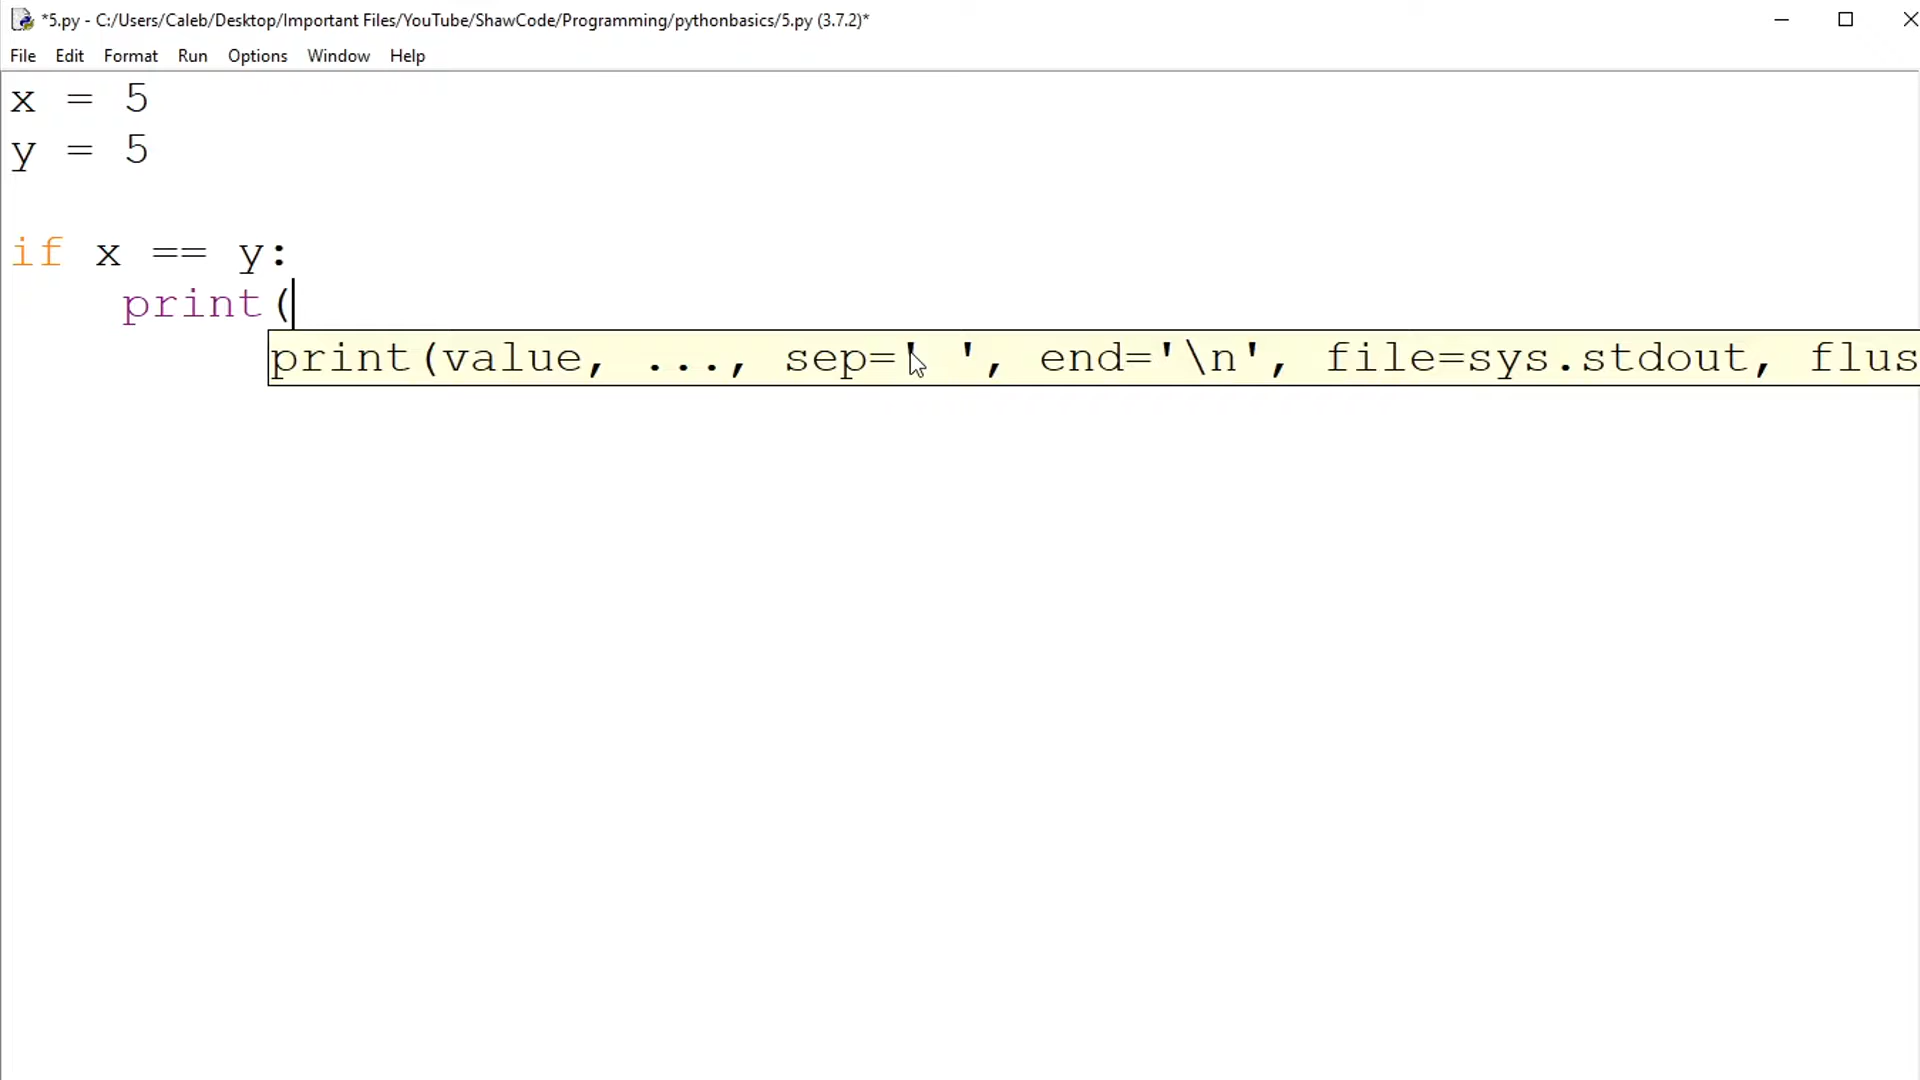 *5.py - C:/Users/Caleb/Desktop/Important Files/YouTube/ShawCode/Programming/pythonbasics/5.py (3.7.2)*
File Edit Format Run Options Window Help
x = 5
y = 5
if x == y:
print(
print(value, ..., sep=' ', end='\n', file=sys.stdout, flus